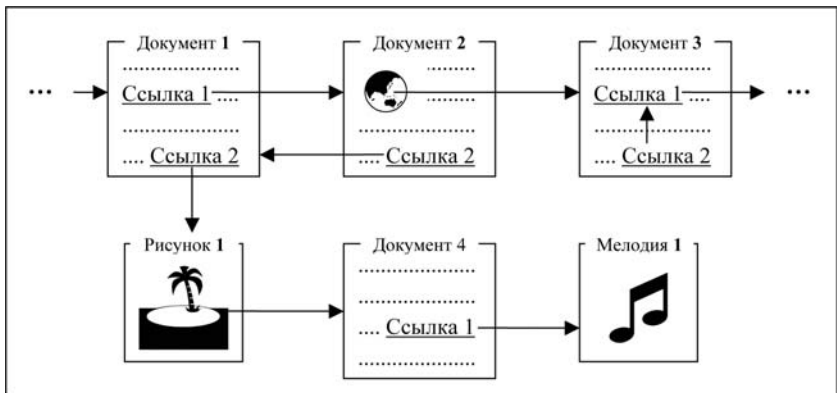 Документ 1 Документ 2 Документ 3
... Ссылка 1 .... Ссылка 1 .... ...
.... Ссылка 2 .... Ссылка 2 .... Ссылка 2
Рисунок 1 Документ 4 Мелодия 1
.... Ссылка 1